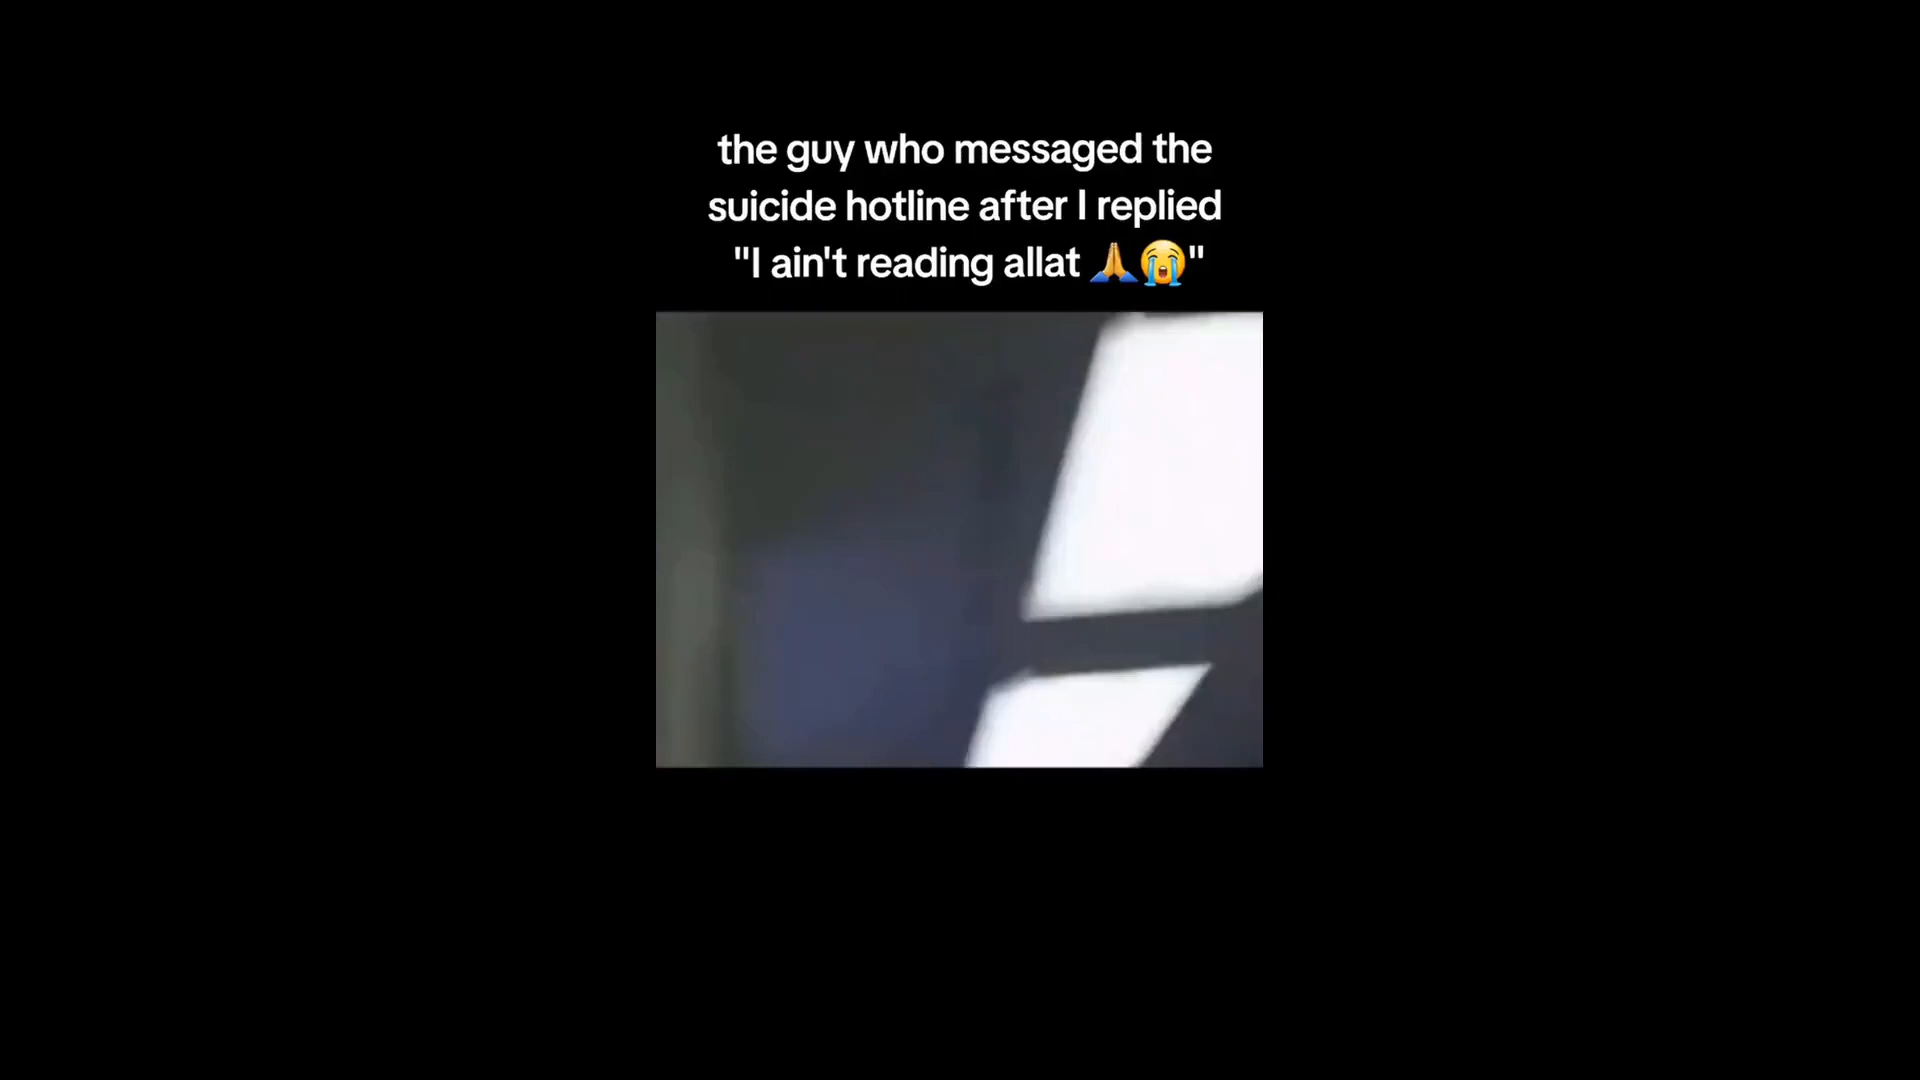 the guy who messaged the
suicide hotline after I replied
"I ain't reading allat 🙏😭"